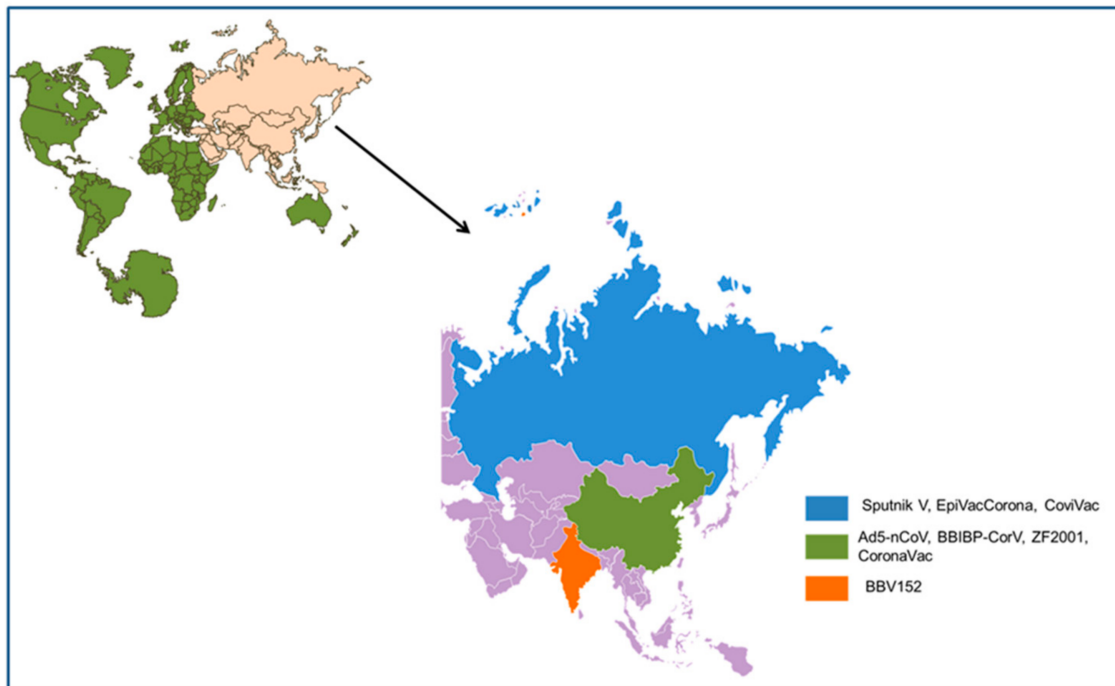 Sputnik V, EpiVacCorona, CoviVac
Ad5-nCoV, BBIBP-CorV, ZF2001,
CoronaVac
BBV152